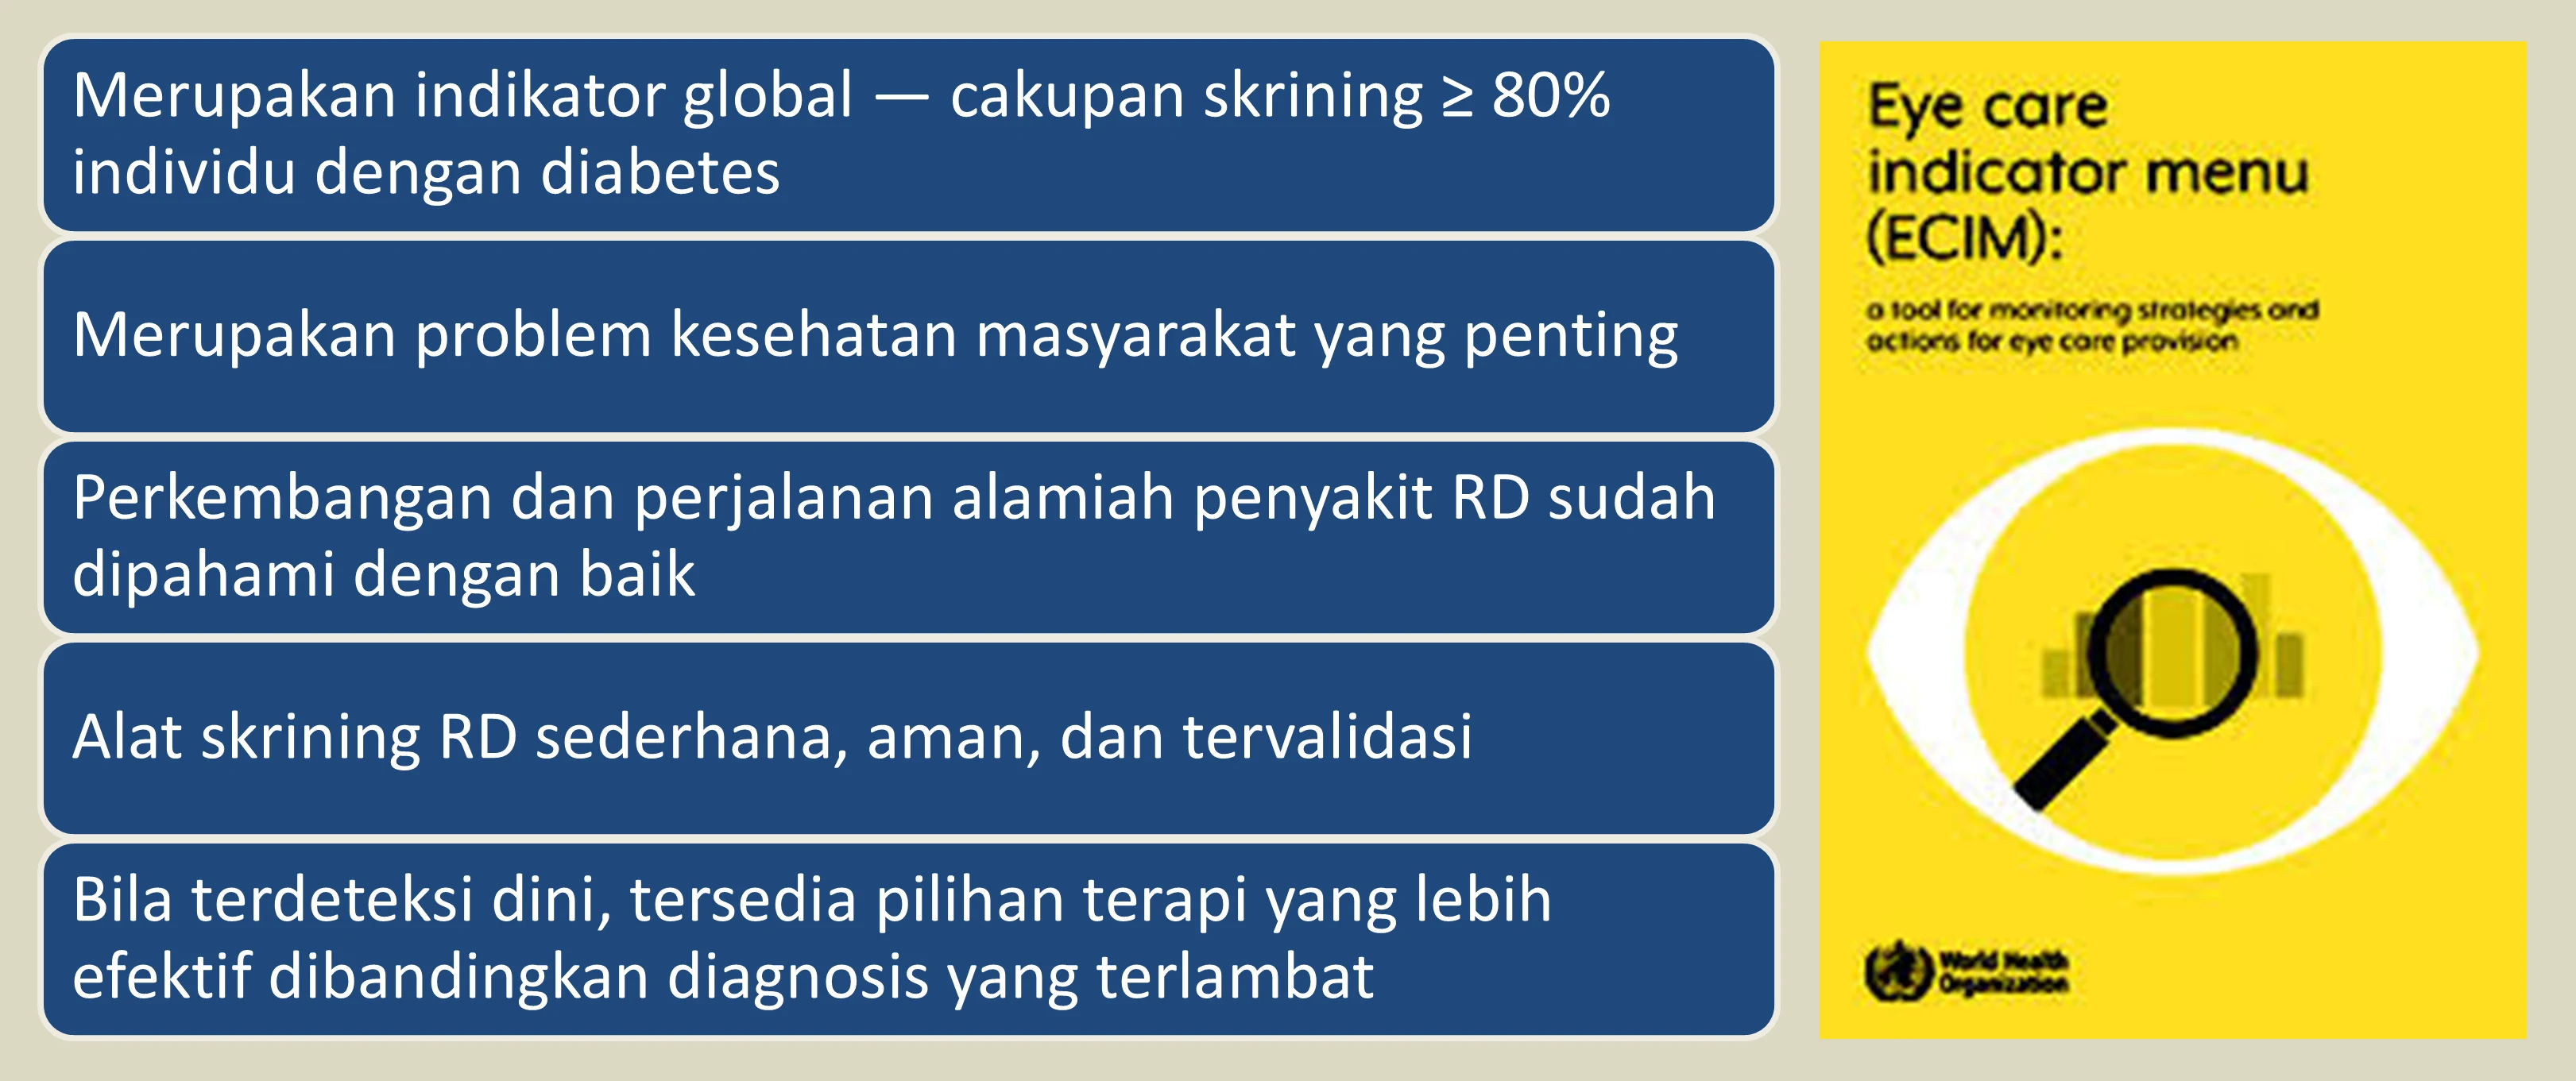 Merupakan indikator global — cakupan skrining ≥ 80%
individu dengan diabetes
Merupakan problem kesehatan masyarakat yang penting
Perkembangan dan perjalanan alamiah penyakit RD sudah
dipahami dengan baik
Alat skrining RD sederhana, aman, dan tervalidasi
Bila terdeteksi dini, tersedia pilihan terapi yang lebih
efektif dibandingkan diagnosis yang terlambat
Eye care
indicator menu
(ECIM):
a tool for monitoring strategies and
actions for eye care provision
World Health
Organization